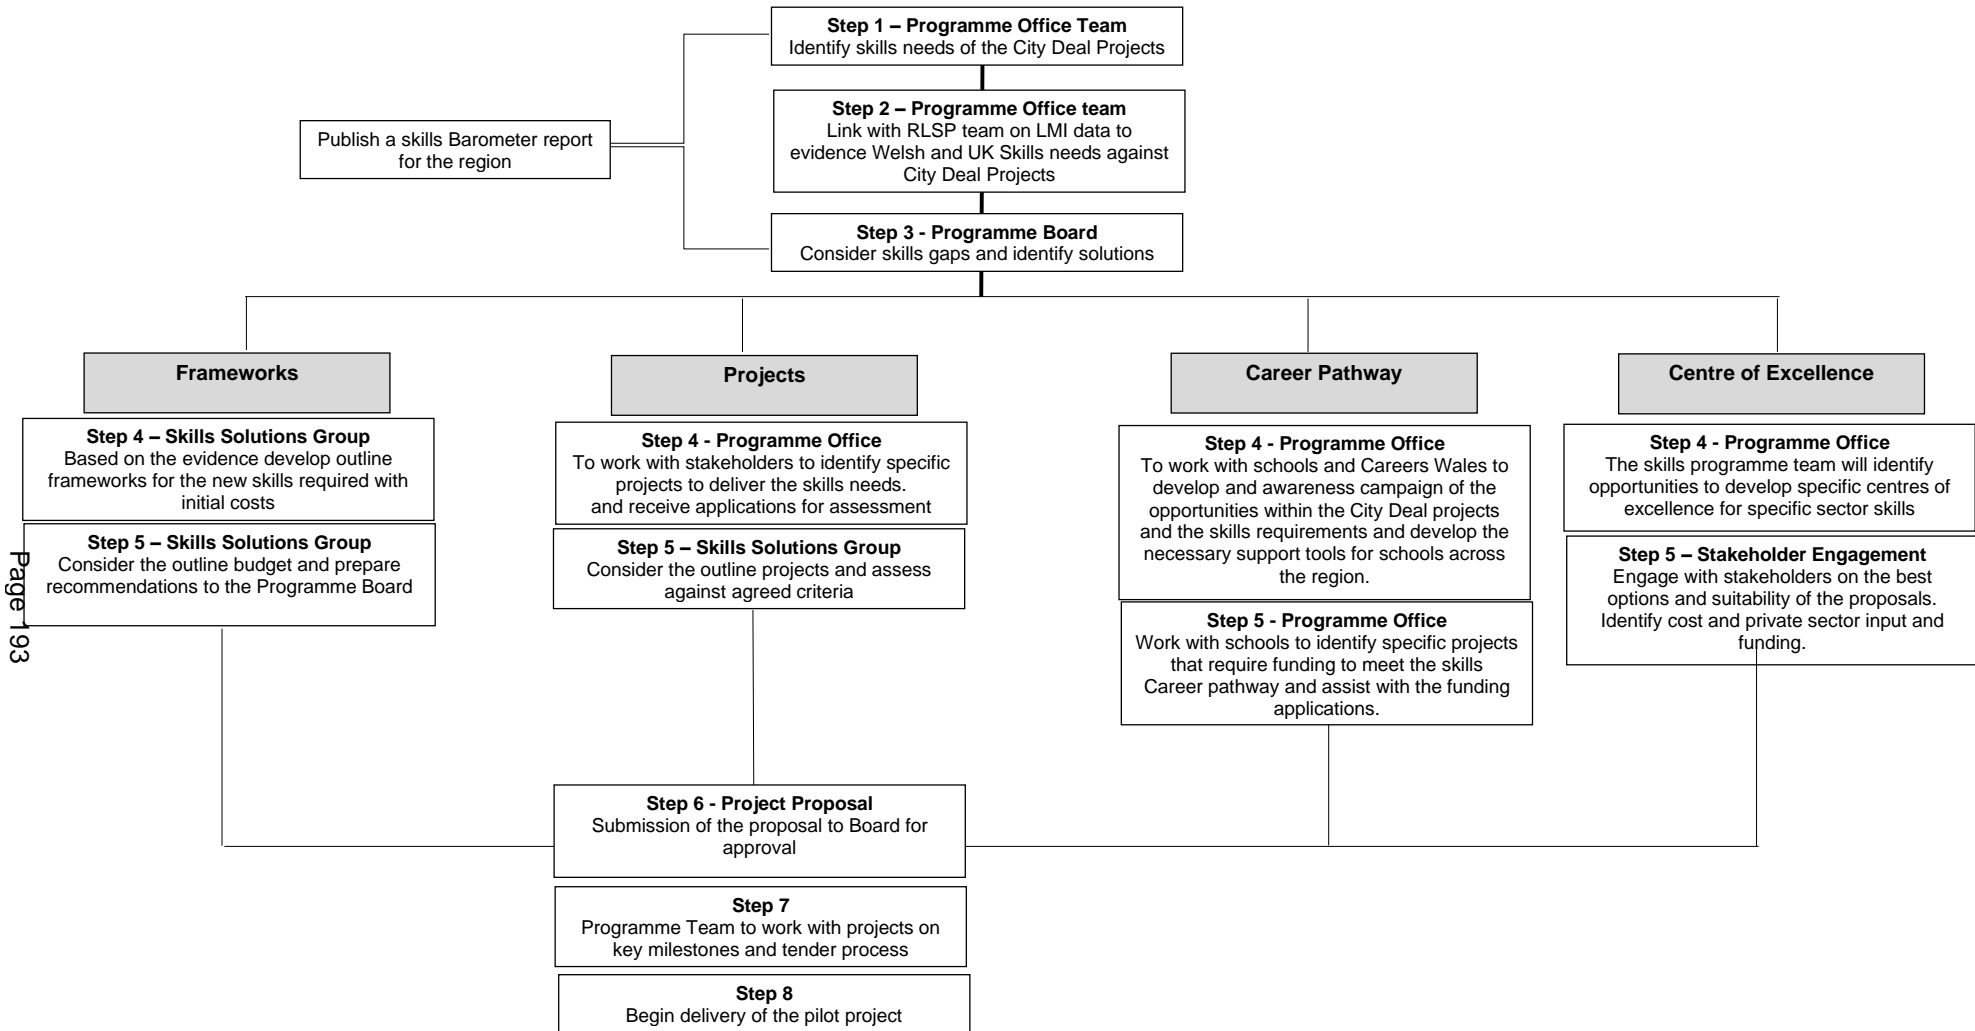 Step 1 – Programme Office Team
Identify skills needs of the City Deal Projects
Step 2 – Programme Office team
Link with RLSP team on LMI data to
evidence Welsh and UK Skills needs against
City Deal Projects
Publish a skills Barometer report
for the region
Step 3 - Programme Board
Consider skills gaps and identify solutions
Frameworks
Step 4 – Skills Solutions Group
Based on the evidence develop outline
frameworks for the new skills required with
initial costs
Step 5 – Skills Solutions Group
Consider the outline budget and prepare
recommendations to the Programme Board
Projects
Step 4 - Programme Office
To work with stakeholders to identify specific
projects to deliver the skills needs.
and receive applications for assessment
Step 5 – Skills Solutions Group
Consider the outline projects and assess
against agreed criteria
Career Pathway
Step 4 - Programme Office
To work with schools and Careers Wales to
develop and awareness campaign of the
opportunities within the City Deal projects
and the skills requirements and develop the
necessary support tools for schools across
the region.
Step 5 - Programme Office
Work with schools to identify specific projects
that require funding to meet the skills
Career pathway and assist with the funding
applications.
Centre of Excellence
Step 4 - Programme Office
The skills programme team will identify
opportunities to develop specific centres of
excellence for specific sector skills
Step 5 – Stakeholder Engagement
Engage with stakeholders on the best
options and suitability of the proposals.
Identify cost and private sector input and
funding.
Step 6 - Project Proposal
Submission of the proposal to Board for
approval
Step 7
Programme Team to work with projects on
key milestones and tender process
Step 8
Begin delivery of the pilot project
Page 193